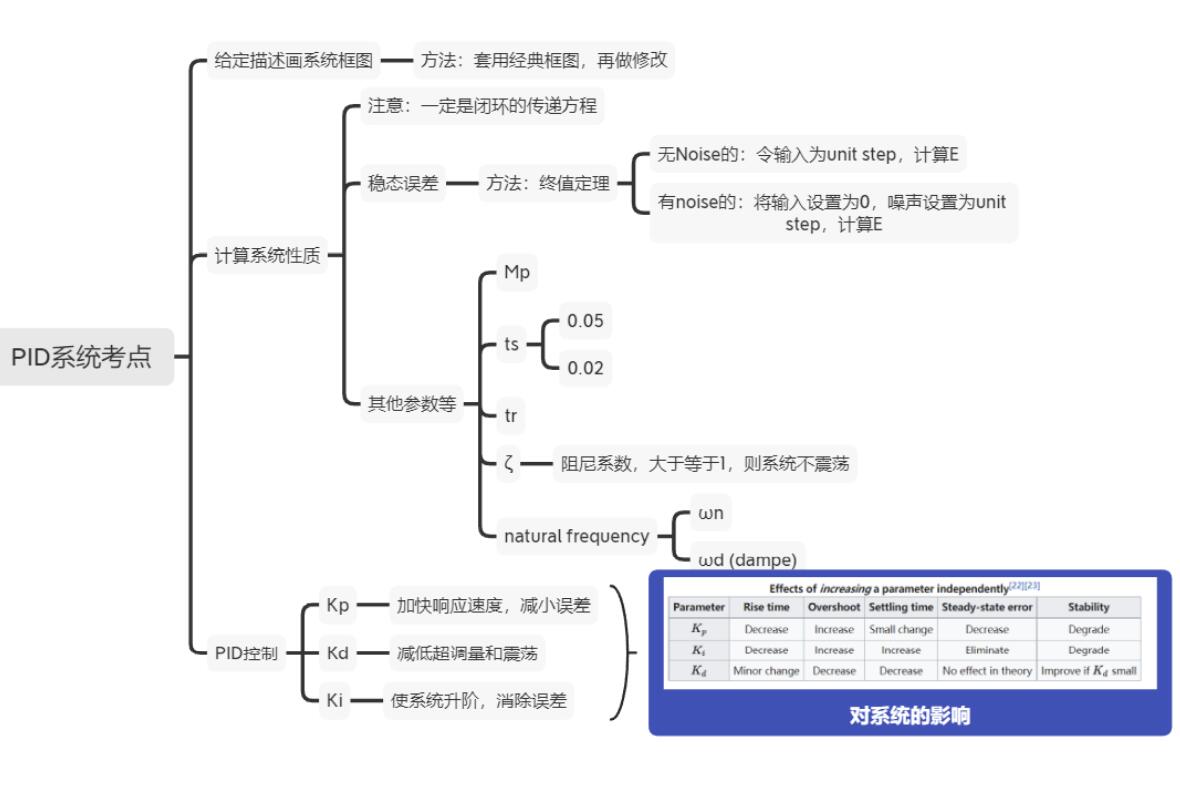 给定描述画系统框图
方法：套用经典框图，再做修改
注意：一定是闭环的传递方程
无Noise的：令输入为unit step，计算E
稳态误差
方法：终值定理
有noise的：将输入设置为0，噪声设置为unit
step，计算E
计算系统性质
Mp
0.05
ts
0.02
PID系统考点
其他参数等
tr
ζ
阻尼系数，大于等于1，则系统不震荡
ωn
natural frequency
ωd (dampe)
Kp
加快响应速度，减小误差
PID控制
Kd
减低超调量和震荡
Ki
使系统升阶，消除误差
Effects of increasing a parameter independently[22][23]
Parameter Rise time Overshoot Settling time Steady-state error Stability
Kp Decrease Increase Small change Decrease Degrade
Ki Decrease Increase Increase Eliminate Degrade
Kd Minor change Decrease Decrease No effect in theory Improve if Kd small
对系统的影响